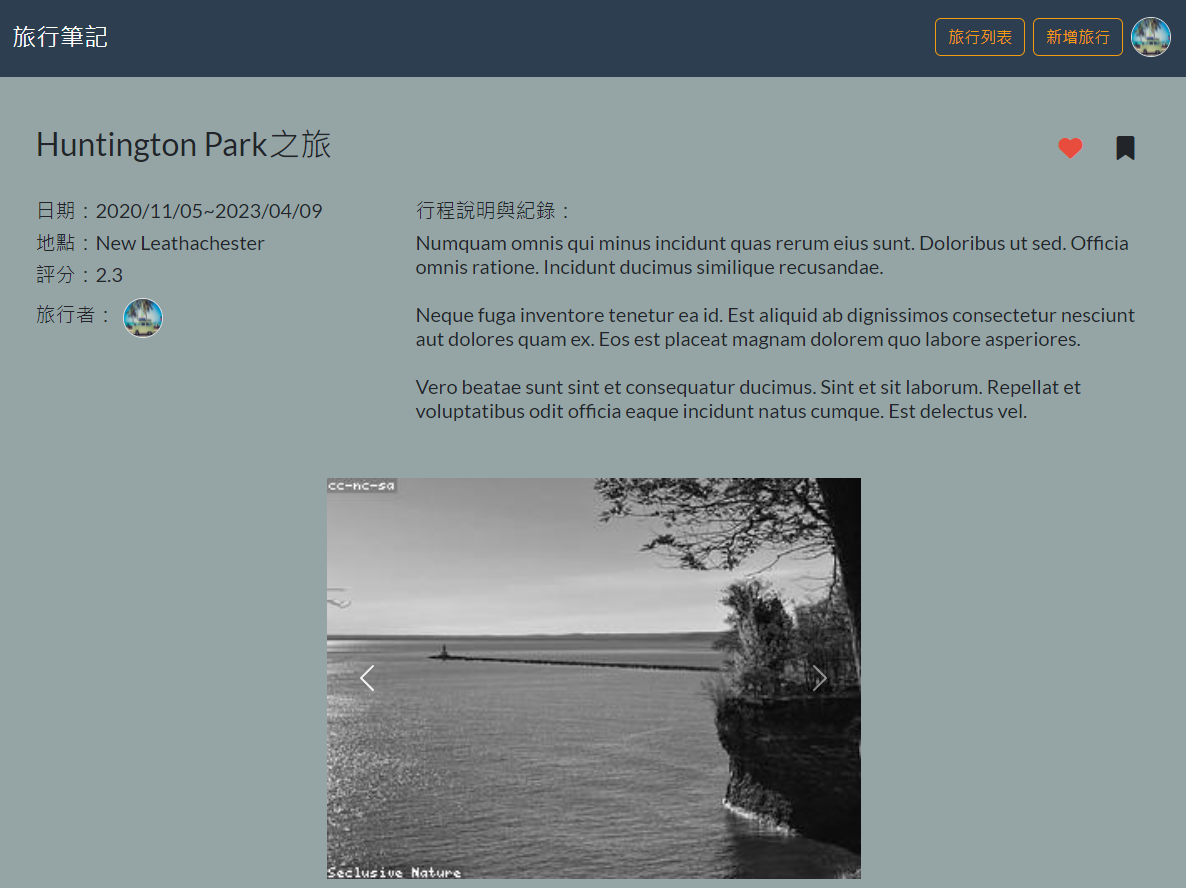 旅行筆記
旅行列表
新增旅行
Huntington Park之旅
日期：2020/11/05~2023/04/09
地點：New Leathachester
評分：2.3
旅行者：
行程說明與紀錄：
Numquam omnis qui minus incidunt quas rerum eius sunt. Doloribus ut sed. Officia
omnis ratione. Incidunt ducimus similique recusandae.
Neque fuga inventore tenetur ea id. Est aliquid ab dignissimos consectetur nesciunt
aut dolores quam ex. Eos est placeat magnam dolorem quo labore asperiores.
Vero beatae sunt sint et consequatur ducimus. Sint et sit laborum. Repellat et
voluptatibus odit officia eaque incidunt natus cumque. Est delectus vel.
cc-nc-sa
Seclusive Nature